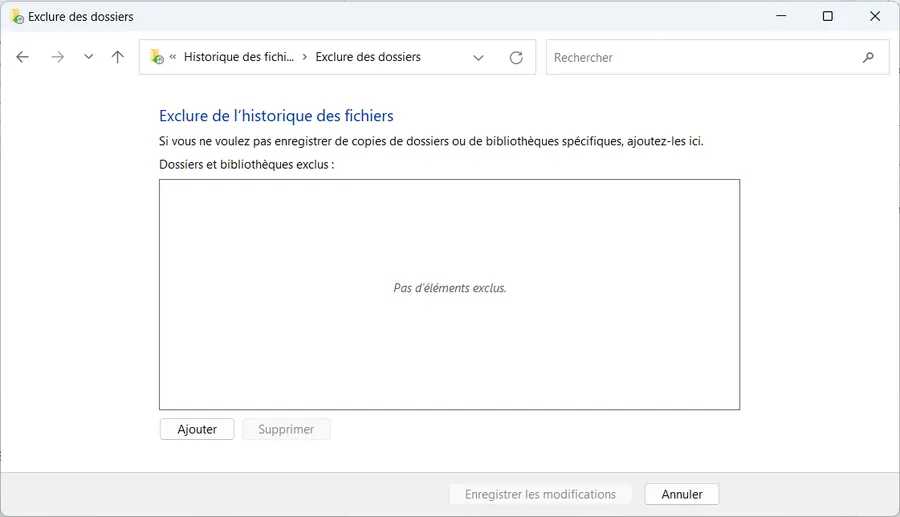 Exclure des dossiers
« Historique des fichi... > Exclure des dossiers
Rechercher
Exclure de l’historique des fichiers
Si vous ne voulez pas enregistrer de copies de dossiers ou de bibliothèques spécifiques, ajoutez-les ici.
Dossiers et bibliothèques exclus :
Pas d’éléments exclus.
Ajouter
Supprimer
Enregistrer les modifications
Annuler